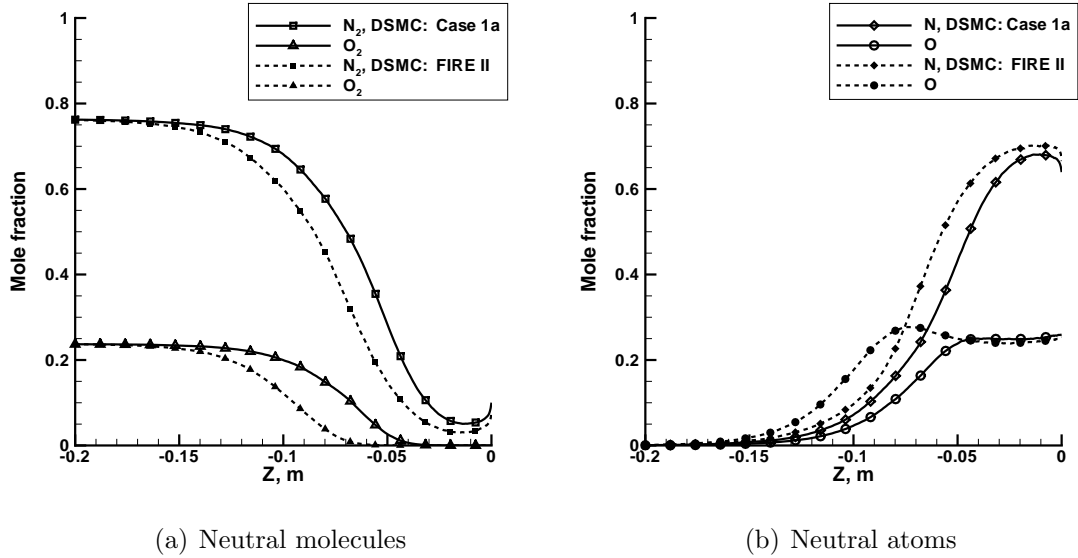 N2, DSMC: Case 1a
O2
N2, DSMC: FIRE II
O2
Mole fraction
1
0.8
0.6
0.4
0.2
0
-0.2
-0.15
-0.1
-0.05
0
Z, m
(a) Neutral molecules
N, DSMC: Case 1a
O
N, DSMC: FIRE II
O
Mole fraction
1
0.8
0.6
0.4
0.2
0
-0.2
-0.15
-0.1
-0.05
0
Z, m
(b) Neutral atoms